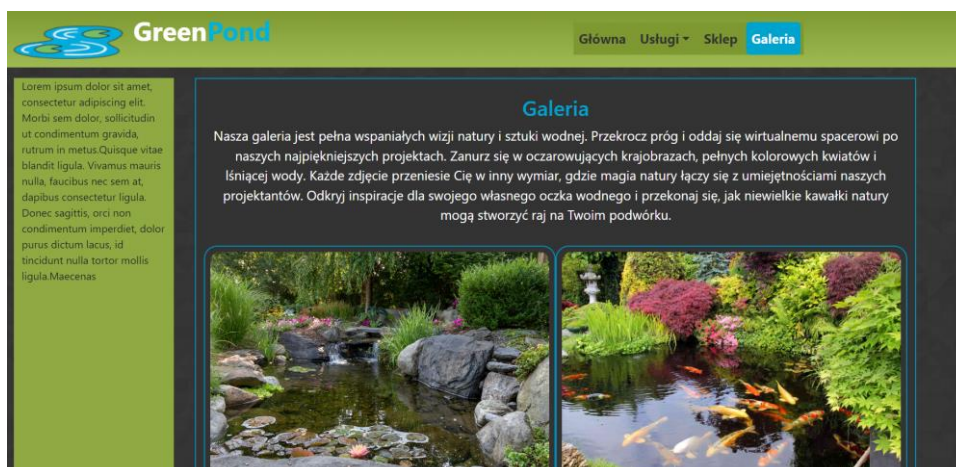 GreenPond
Główna Usługi Sklep Galeria
Lorem ipsum dolor sit amet,
consectetur adipiscing elit.
Morbi sem dolor, sollicitudin
ut condimentum gravida,
rutrum in metus.Quisque vitae
blandit ligula. Vivamus mauris
nulla, faucibus nec sem at,
dapibus consectetur ligula.
Donec sagittis, orci non
condimentum imperdiet, dolor
purus dictum lacus, id
tincidunt nulla tortor mollis
ligula.Maecenas
Galeria
Nasza galeria jest pełna wspaniałych wizji natury i sztuki wodnej. Przekrocz próg i oddaj się wirtualnemu spacerowi po
naszych najpiękniejszych projektach. Zanurz się w oczarowujących krajobrazach, pełnych kolorowych kwiatów i
lśniącej wody. Każde zdjęcie przeniesie Cię w inny wymiar, gdzie magia natury łączy się z umiejętnościami naszych
projektantów. Odkryj inspiracje dla swojego własnego oczka wodnego i przekonaj się, jak niewielkie kawałki natury
mogą stworzyć raj na Twoim podwórku.